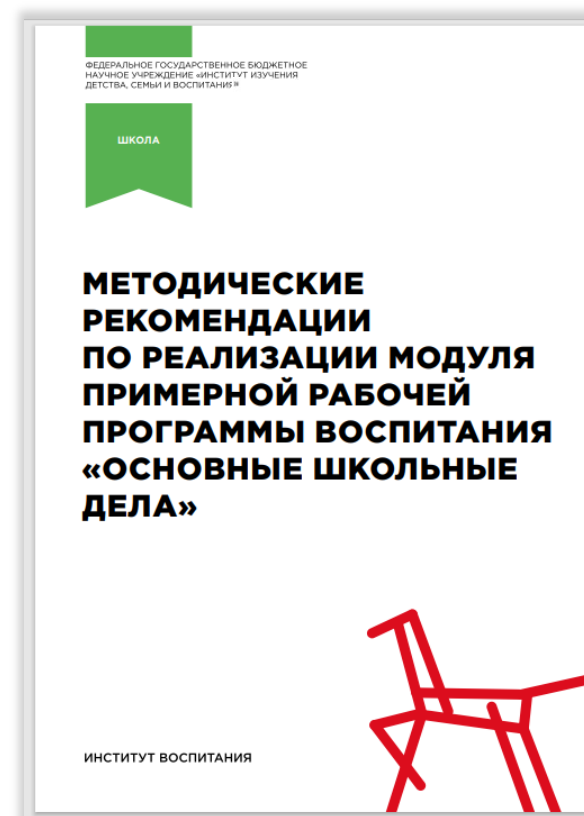 ФЕДЕРАЛЬНОЕ ГОСУДАРСТВЕННОЕ БЮДЖЕТНОЕ
НАУЧНОЕ УЧРЕЖДЕНИЕ «ИНСТИТУТ ИЗУЧЕНИЯ
ДЕТСТВА, СЕМЬИ И ВОСПИТАНИЯ»
ШКОЛА
МЕТОДИЧЕСКИЕ
РЕКОМЕНДАЦИИ
ПО РЕАЛИЗАЦИИ МОДУЛЯ
ПРИМЕРНОЙ РАБОЧЕЙ
ПРОГРАММЫ ВОСПИТАНИЯ
«ОСНОВНЫЕ ШКОЛЬНЫЕ
ДЕЛА»
ИНСТИТУТ ВОСПИТАНИЯ